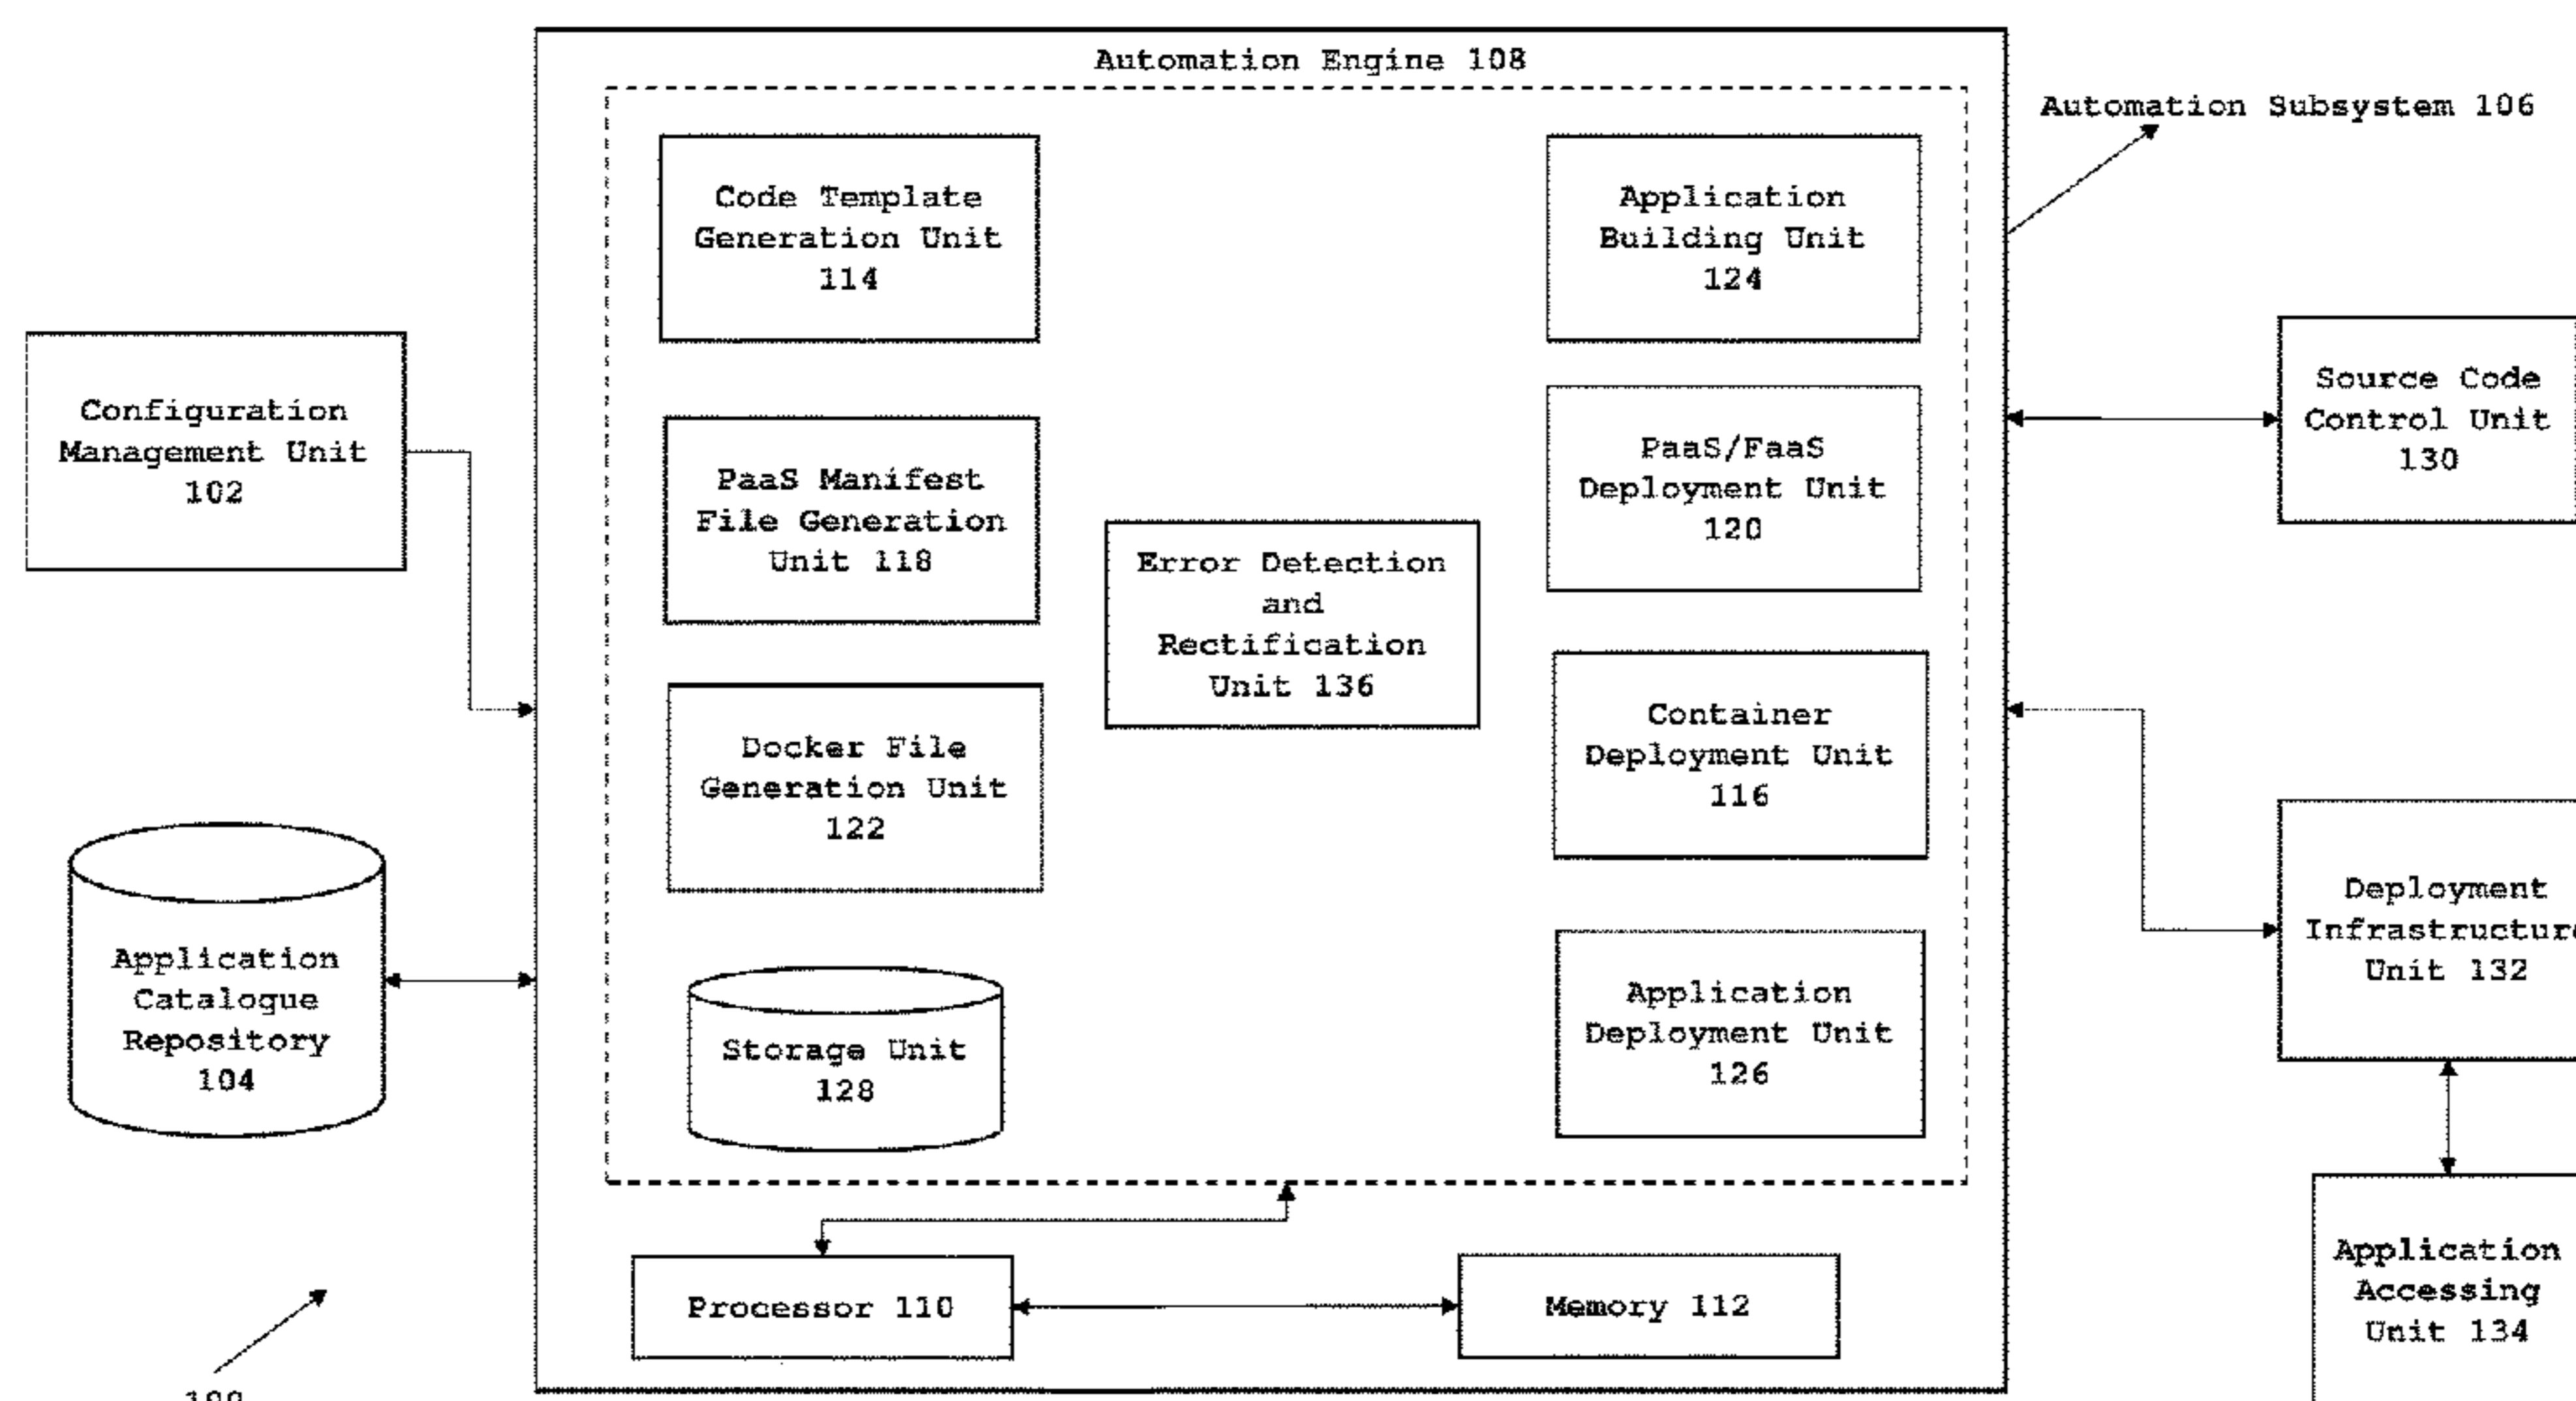 Automation Engine 108
Automation Subsystem 106
Code Template
Generation Unit
114
Application
Building Unit
124
Configuration
Management Unit
102
PaaS Manifest
File Generation
Unit 118
PaaS/FaaS
Deployment Unit
120
Source Code
Control Unit
130
Error Detection
and
Rectification
Unit 136
Docker File
Generation Unit
122
Container
Deployment Unit
116
Application
Catalogue
Repository
104
Storage Unit
128
Application
Deployment Unit
126
Deployment
Infrastructure
Unit 132
Processor 110
Memory 112
Application
Accessing
Unit 134